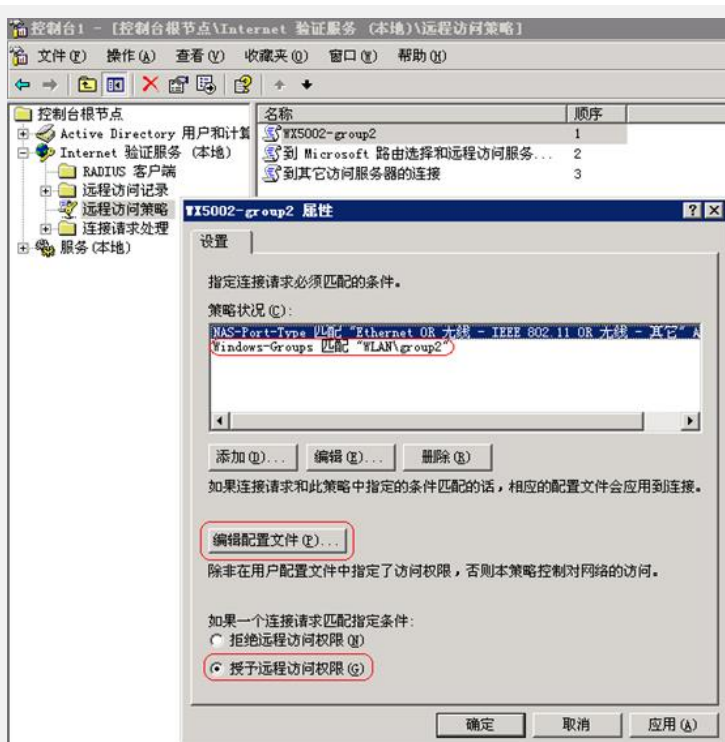 控制台1 - [控制台根节点\Internet 验证服务 (本地)\远程访问策略]
文件(F) 操作(A) 查看(V) 收藏夹(O) 窗口(W) 帮助(H)
控制台根节点
Active Directory 用户和计算
Internet 验证服务 (本地)
RADIUS 客户端
远程访问记录
远程访问策略
连接请求处理
服务(本地)
名称 顺序
WX5002-group2 1
到 Microsoft 路由选择和远程访问服务... 2
到其它访问服务器的连接 3
WX5002-group2 属性
设置
指定连接请求必须匹配的条件。
策略状况(C):
NAS-Port-Type 匹配 "Ethernet OR 无线 - IEEE 802.11 OR 无线 - 其它" A
Windows-Groups 匹配 "WLAN\group2"
添加(D)... 编辑(E)... 删除(R)
如果连接请求和此策略中指定的条件匹配的话，相应的配置文件会应用到连接。
编辑配置文件(P)...
除非在用户配置文件中指定了访问权限，否则本策略控制对网络的访问。
如果一个连接请求匹配指定条件:
拒绝远程访问权限(N)
授予远程访问权限(G)
确定 取消 应用(A)